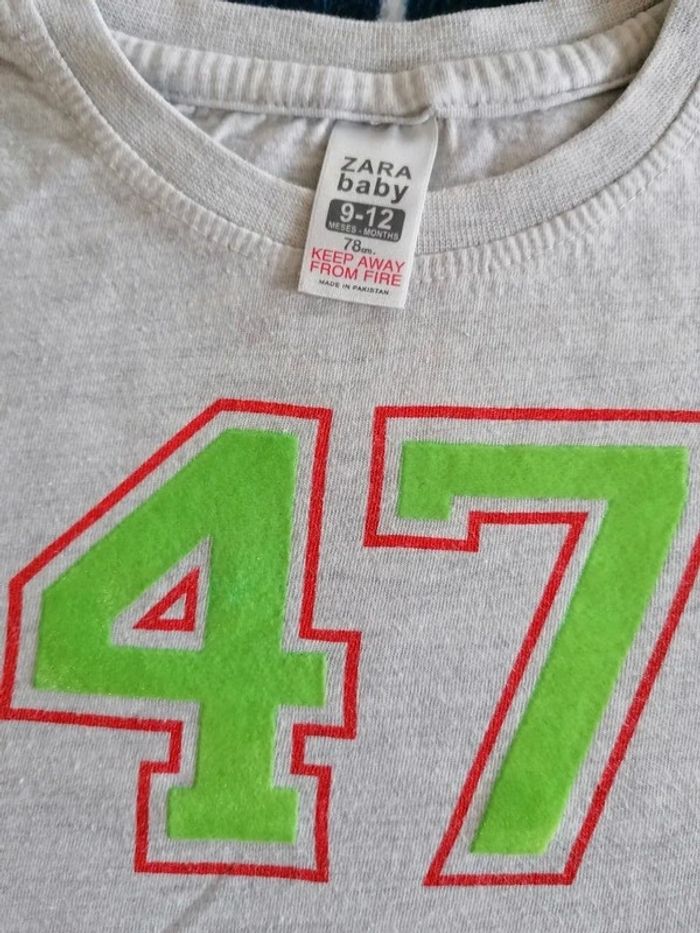 ZARA
baby
9-12
MESES - MONTHS
78cm.
KEEP AWAY
FROM FIRE
MADE IN PAKISTAN
47